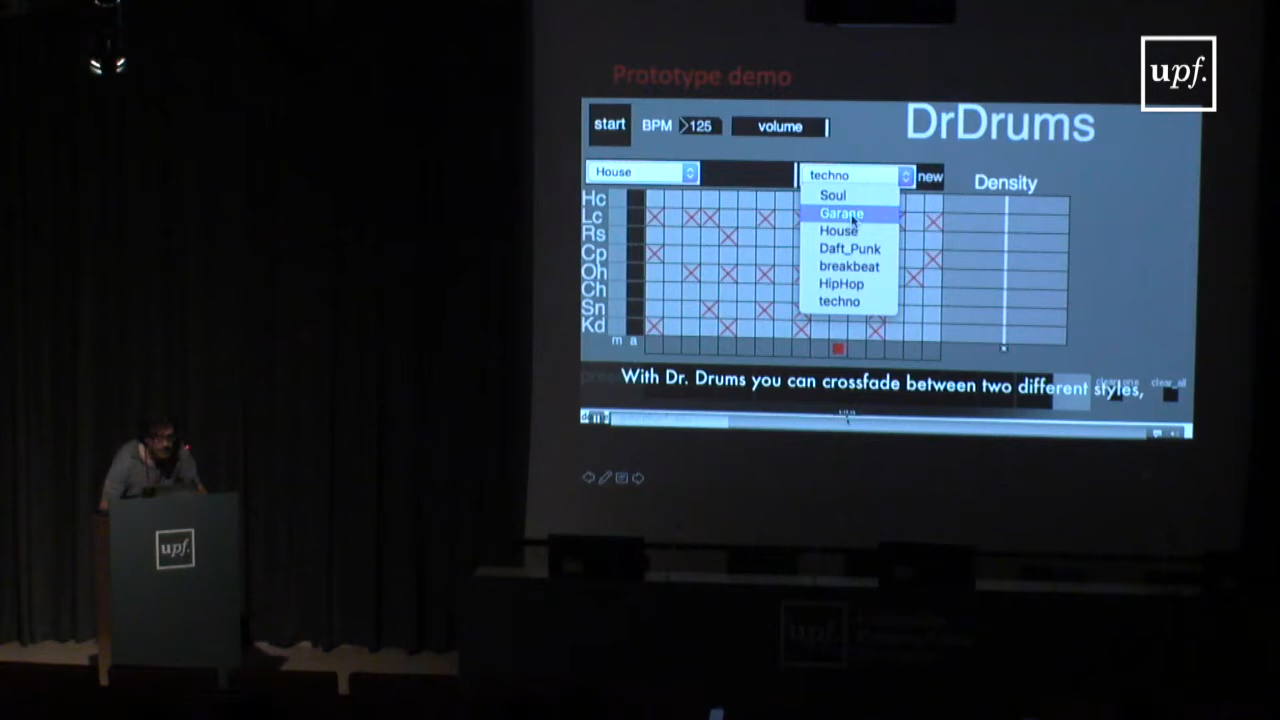 upf.
Prototype demo
DrDrums
start BPM 125 volume
House techno new Density
Soul
Garage
House
Daft_Punk
breakbeat
HipHop
techno
Hc
Lc
Rs
Cp
Oh
Ch
Sn
Kd
m a
With Dr. Drums you can crossfade between two different styles,
clear_one clear_all
upf.
upf.